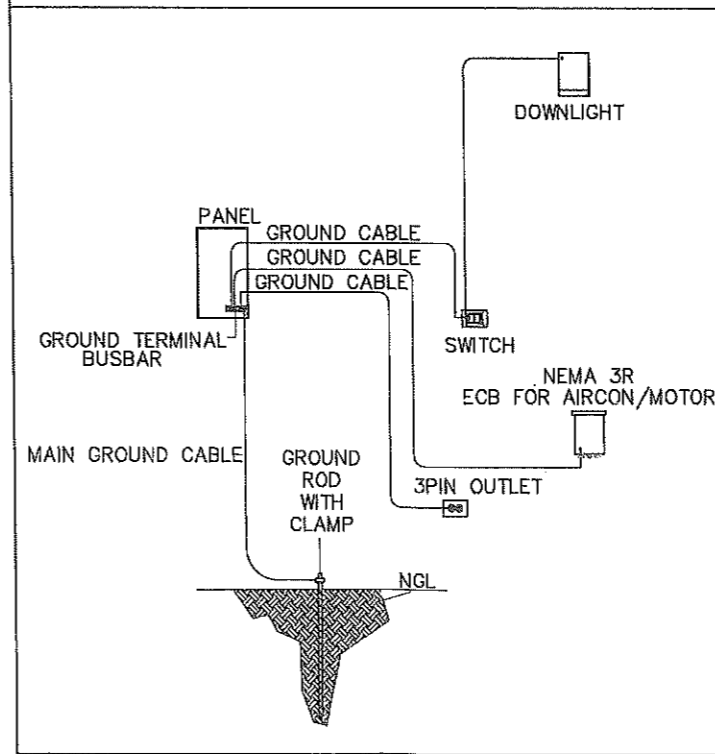 DOWNLIGHT
PANEL
GROUND CABLE
GROUND CABLE
GROUND CABLE
GROUND TERMINAL
BUSBAR
SWITCH
NEMA 3R
ECB FOR AIRCON/MOTOR
MAIN GROUND CABLE
GROUND
ROD
WITH
CLAMP
3PIN OUTLET
NGL